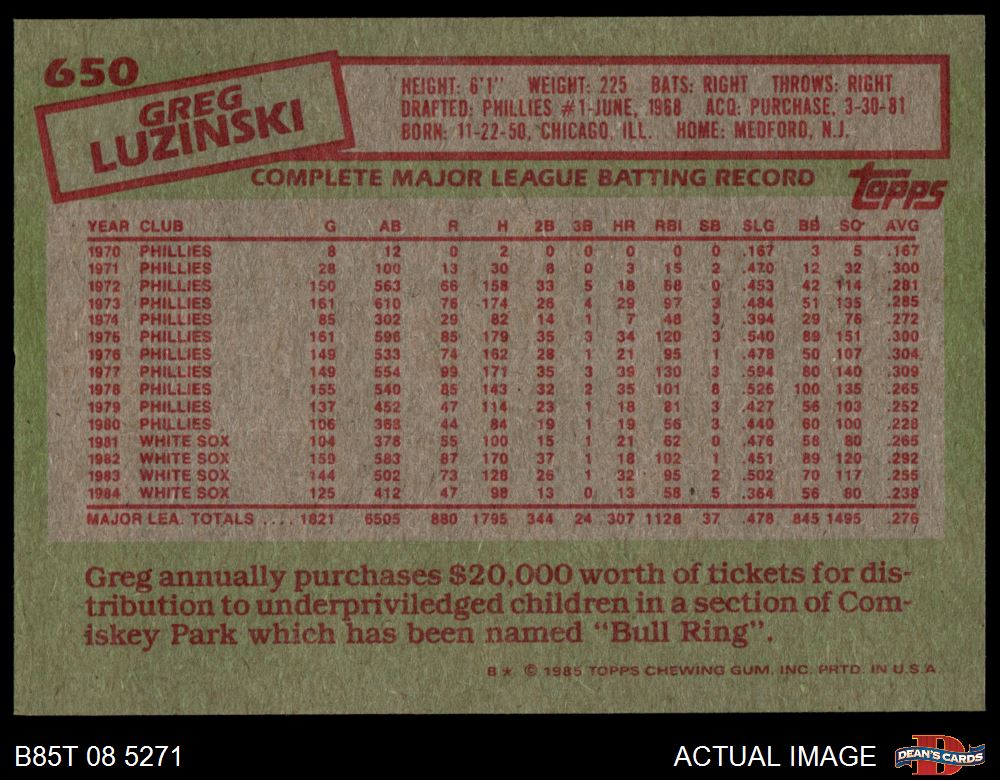 650
GREG
LUZINSKI
HEIGHT: 6'1" WEIGHT: 225 BATS: RIGHT THROWS: RIGHT
DRAFTED: PHILLIES #1-JUNE, 1968 ACQ: PURCHASE, 3-30-81
BORN: 11-22-50, CHICAGO, ILL. HOME: MEDFORD, N.J.
COMPLETE MAJOR LEAGUE BATTING RECORD
topps
YEAR CLUB G AB R H 2B 3B HR RBI SB SLG BB SO AVG
1970 PHILLIES 8 12 0 2 0 0 0 0 0 .167 3 5 .167
1971 PHILLIES 28 100 13 30 8 0 3 15 2 .470 12 32 .300
1972 PHILLIES 150 563 66 158 33 5 18 68 0 .453 42 114 .281
1973 PHILLIES 161 610 76 174 26 4 29 97 3 .484 51 135 .285
1974 PHILLIES 85 302 29 82 14 1 7 48 3 .394 29 76 .272
1975 PHILLIES 161 596 85 179 35 3 34 120 3 .540 89 151 .300
1976 PHILLIES 149 533 74 162 28 1 21 95 1 .478 50 107 .304
1977 PHILLIES 149 554 99 171 35 3 39 130 3 .594 80 140 .309
1978 PHILLIES 155 540 85 143 32 2 35 101 8 .526 100 135 .265
1979 PHILLIES 137 452 47 114 23 1 18 81 3 .427 56 103 .252
1980 PHILLIES 106 368 44 84 19 1 19 56 3 .440 60 100 .228
1981 WHITE SOX 104 378 55 100 15 1 21 62 0 .476 58 80 .265
1982 WHITE SOX 159 583 87 170 37 1 18 102 1 .451 89 120 .292
1983 WHITE SOX 144 502 73 128 26 1 32 95 2 .502 70 117 .255
1984 WHITE SOX 125 412 47 98 13 0 13 58 5 .364 56 80 .238
MAJOR LEA. TOTALS .... 1821 6505 880 1795 344 24 307 1128 37 .478 845 1495 .276
Greg annually purchases $20,000 worth of tickets for dis-
tribution to underpriviledged children in a section of Com-
iskey Park which has been named "Bull Ring".
B* © 1985 TOPPS CHEWING GUM, INC. PRTD. IN U.S.A.
B85T 08 5271 ACTUAL IMAGE DEAN'S CARDS